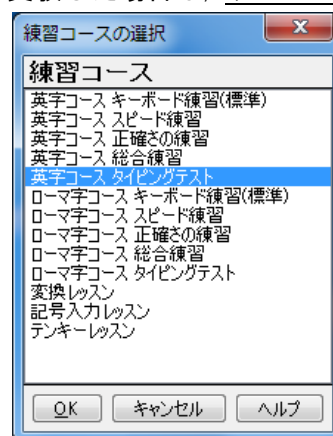 練習コースの選択
練習コース
英字コース キーボード練習(標準)
英字コース スピード練習
英字コース 正確さの練習
英字コース 総合練習
英字コース タイピングテスト
ローマ字コース キーボード練習(標準)
ローマ字コース スピード練習
ローマ字コース 正確さの練習
ローマ字コース 総合練習
ローマ字コース タイピングテスト
変換レッスン
記号入力レッスン
テンキーレッスン
OK キャンセル ヘルプ